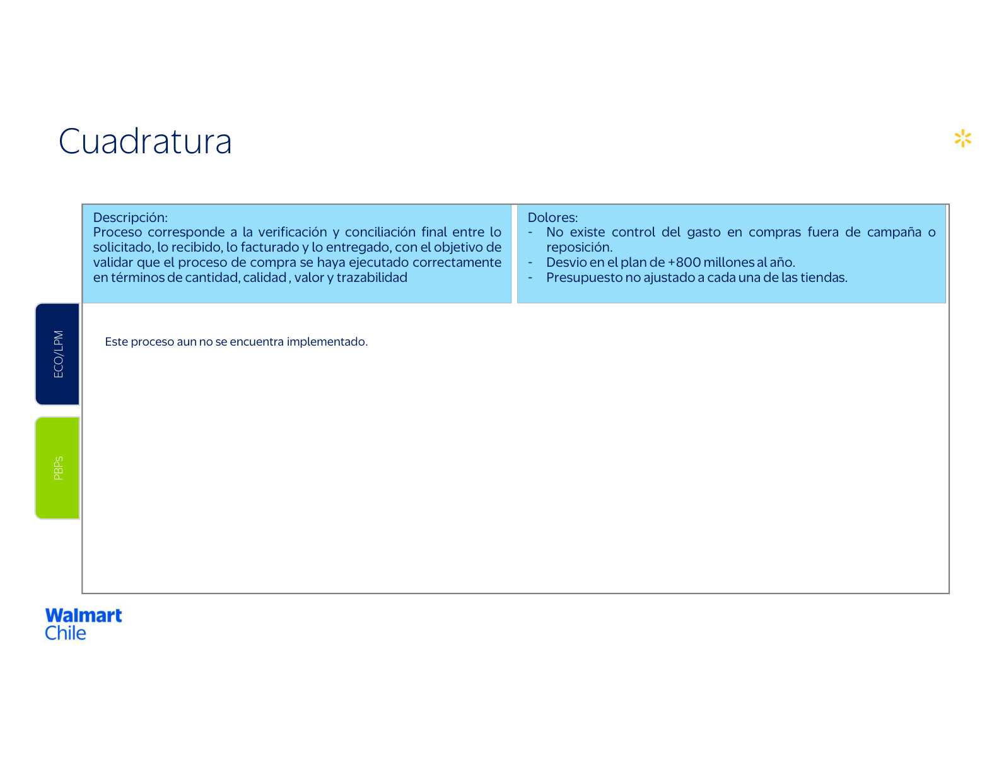 Cuadratura
Descripción:
Proceso corresponde a la verificación y conciliación final entre lo
solicitado, lo recibido, lo facturado y lo entregado, con el objetivo de
validar que el proceso de compra se haya ejecutado correctamente
en términos de cantidad, calidad , valor y trazabilidad
Dolores:
- No existe control del gasto en compras fuera de campaña o
reposición.
- Desvio en el plan de +800 millones al año.
- Presupuesto no ajustado a cada una de las tiendas.
ECO/LPM
Este proceso aun no se encuentra implementado.
PBPs
Walmart
Chile